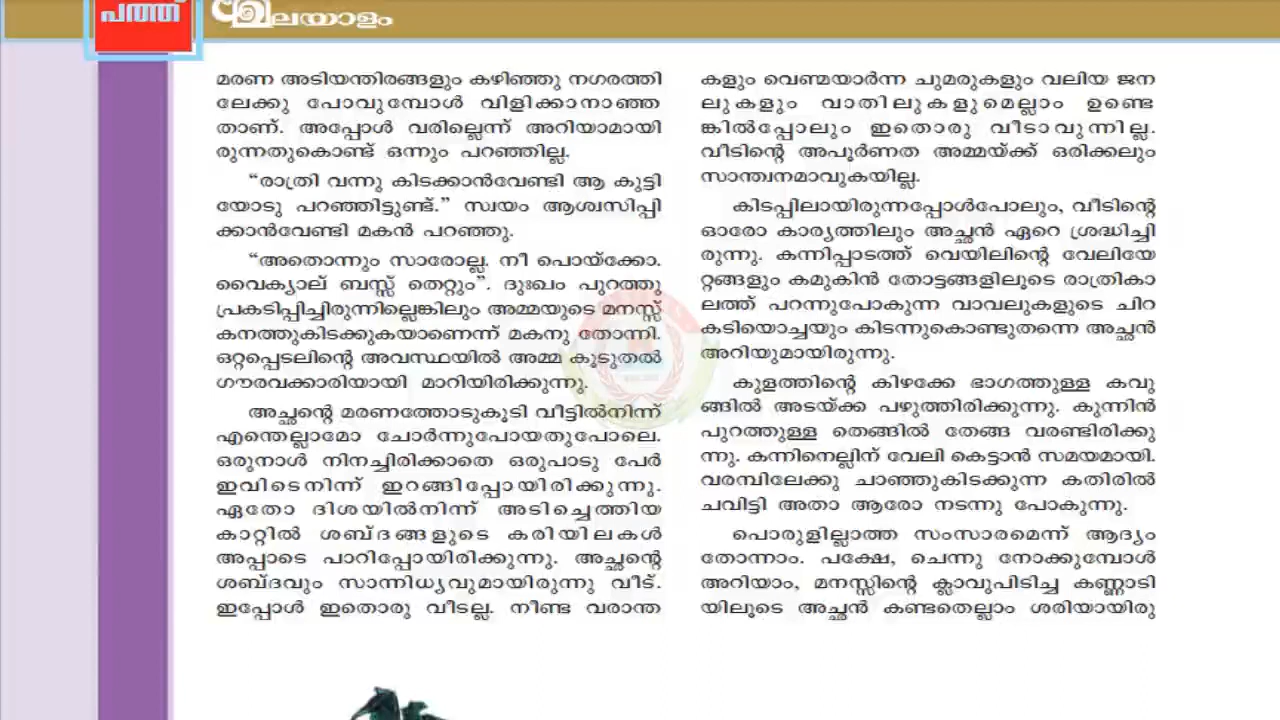 പത്ത്
മലയാളം
മരണ അടിയന്തിരങ്ങളും കഴിഞ്ഞു നഗരത്തി
ലേക്കു പോവുമ്പോൾ വിളിക്കാനാഞ്ഞ
താണ്. അപ്പോൾ വരില്ലെന്ന് അറിയാമായി
രുന്നതുകൊണ്ട് ഒന്നും പറഞ്ഞില്ല.
“രാത്രി വന്നു കിടക്കാൻവേണ്ടി ആ കുട്ടി
യോടു പറഞ്ഞിട്ടുണ്ട്.” സ്വയം ആശ്വസിപ്പി
ക്കാൻവേണ്ടി മകൻ പറഞ്ഞു.
“അതൊന്നും സാരോല്ല. നീ പൊയ്ക്കോ.
വൈക്യാല് ബസ്സ് തെറ്റും”. ദുഃഖം പുറത്തു
പ്രകടിപ്പിച്ചിരുന്നില്ലെങ്കിലും അമ്മയുടെ മനസ്സ്
കനത്തുകിടക്കുകയാണെന്ന് മകനു തോന്നി.
ഒറ്റപ്പെടലിന്റെ അവസ്ഥയിൽ അമ്മ കൂടുതൽ
ഗൗരവക്കാരിയായി മാറിയിരിക്കുന്നു.
അച്ഛന്റെ മരണത്തോടുകൂടി വീട്ടിൽനിന്ന്
എന്തെല്ലാമോ ചോർന്നുപോയതുപോലെ.
ഒരുനാൾ നിനച്ചിരിക്കാതെ ഒരുപാടു പേർ
ഇവിടെനിന്ന് ഇറങ്ങിപ്പോയിരിക്കുന്നു.
ഏതോ ദിശയിൽനിന്ന് അടിച്ചെത്തിയ
കാറ്റിൽ ശബ്ദങ്ങളുടെ കരിയിലകൾ
അപ്പാടെ പാറിപ്പോയിരിക്കുന്നു. അച്ഛന്റെ
ശബ്ദവും സാന്നിധ്യവുമായിരുന്നു വീട്.
ഇപ്പോൾ ഇതൊരു വീടല്ല. നീണ്ട വരാന്ത
കളും വെണ്മയാർന്ന ചുമരുകളും വലിയ ജന
ലുകളും വാതിലുകളുമെല്ലാം ഉണ്ടെ
ങ്കിൽപ്പോലും ഇതൊരു വീടാവുന്നില്ല.
വീടിന്റെ അപൂർണത അമ്മയ്ക്ക് ഒരിക്കലും
സാന്ത്വനമാവുകയില്ല.
കിടപ്പിലായിരുന്നപ്പോൾപോലും, വീടിന്റെ
ഓരോ കാര്യത്തിലും അച്ഛൻ ഏറെ ശ്രദ്ധിച്ചി
രുന്നു. കന്നിപ്പാടത്ത് വെയിലിന്റെ വേലിയേ
റ്റങ്ങളും കമുകിൻ തോട്ടങ്ങളിലൂടെ രാത്രികാ
ലത്ത് പറന്നുപോകുന്ന വാവലുകളുടെ ചിറ
കടിയൊച്ചയും കിടന്നുകൊണ്ടുതന്നെ അച്ഛൻ
അറിയുമായിരുന്നു.
കുളത്തിന്റെ കിഴക്കേ ഭാഗത്തുള്ള കവു
ങ്ങിൽ അടയ്ക്ക പഴുത്തിരിക്കുന്നു. കുന്നിൻ
പുറത്തുള്ള തെങ്ങിൽ തേങ്ങ വരണ്ടിരിക്കു
ന്നു. കന്നിനെല്ലിന് വേലി കെട്ടാൻ സമയമായി.
വരമ്പിലേക്കു ചാഞ്ഞുകിടക്കുന്ന കതിരിൽ
ചവിട്ടി അതാ ആരോ നടന്നു പോകുന്നു.
പൊരുളില്ലാത്ത സംസാരമെന്ന് ആദ്യം
തോന്നാം. പക്ഷേ, ചെന്നു നോക്കുമ്പോൾ
അറിയാം, മനസ്സിന്റെ ക്ലാവുപിടിച്ച കണ്ണാടി
യിലൂടെ അച്ഛൻ കണ്ടതെല്ലാം ശരിയായിരു